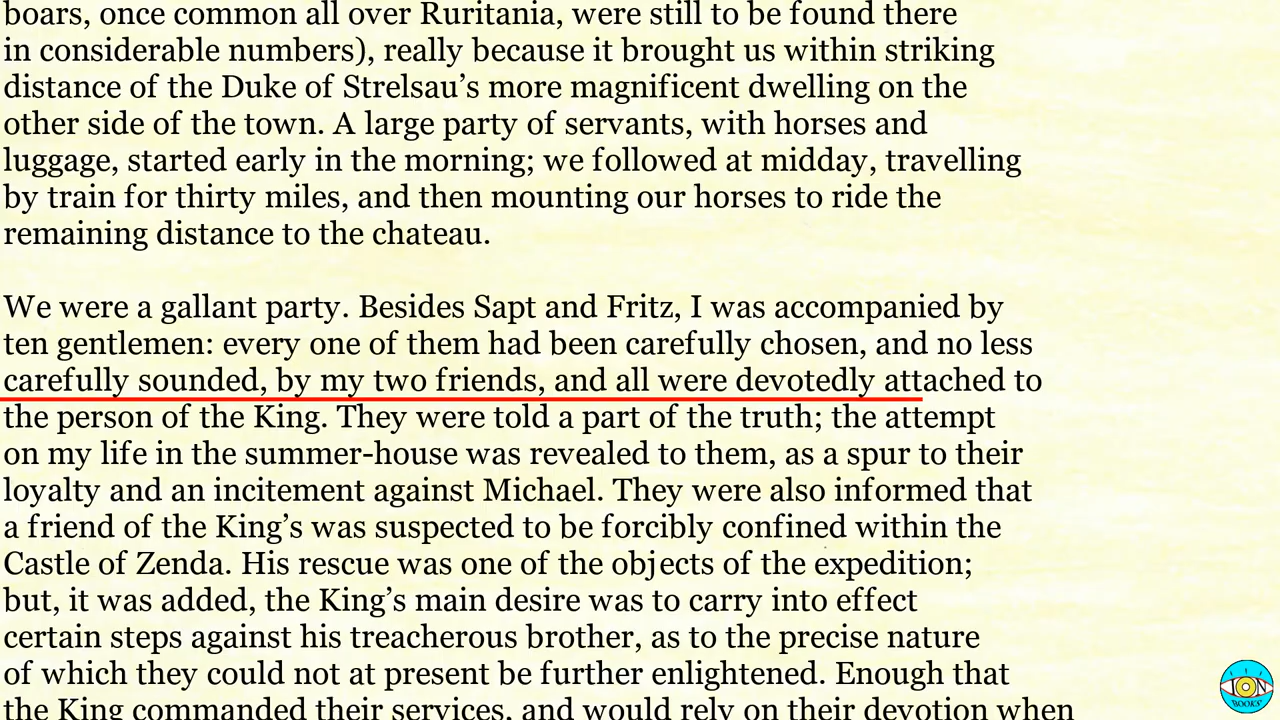 boars, once common all over Ruritania, were still to be found there
in considerable numbers), really because it brought us within striking
distance of the Duke of Strelsau’s more magnificent dwelling on the
other side of the town. A large party of servants, with horses and
luggage, started early in the morning; we followed at midday, travelling
by train for thirty miles, and then mounting our horses to ride the
remaining distance to the chateau.
We were a gallant party. Besides Sapt and Fritz, I was accompanied by
ten gentlemen: every one of them had been carefully chosen, and no less
carefully sounded, by my two friends, and all were devotedly attached to
the person of the King. They were told a part of the truth; the attempt
on my life in the summer-house was revealed to them, as a spur to their
loyalty and an incitement against Michael. They were also informed that
a friend of the King’s was suspected to be forcibly confined within the
Castle of Zenda. His rescue was one of the objects of the expedition;
but, it was added, the King’s main desire was to carry into effect
certain steps against his treacherous brother, as to the precise nature
of which they could not at present be further enlightened. Enough that
the King commanded their services, and would rely on their devotion when
ION
BOOKS